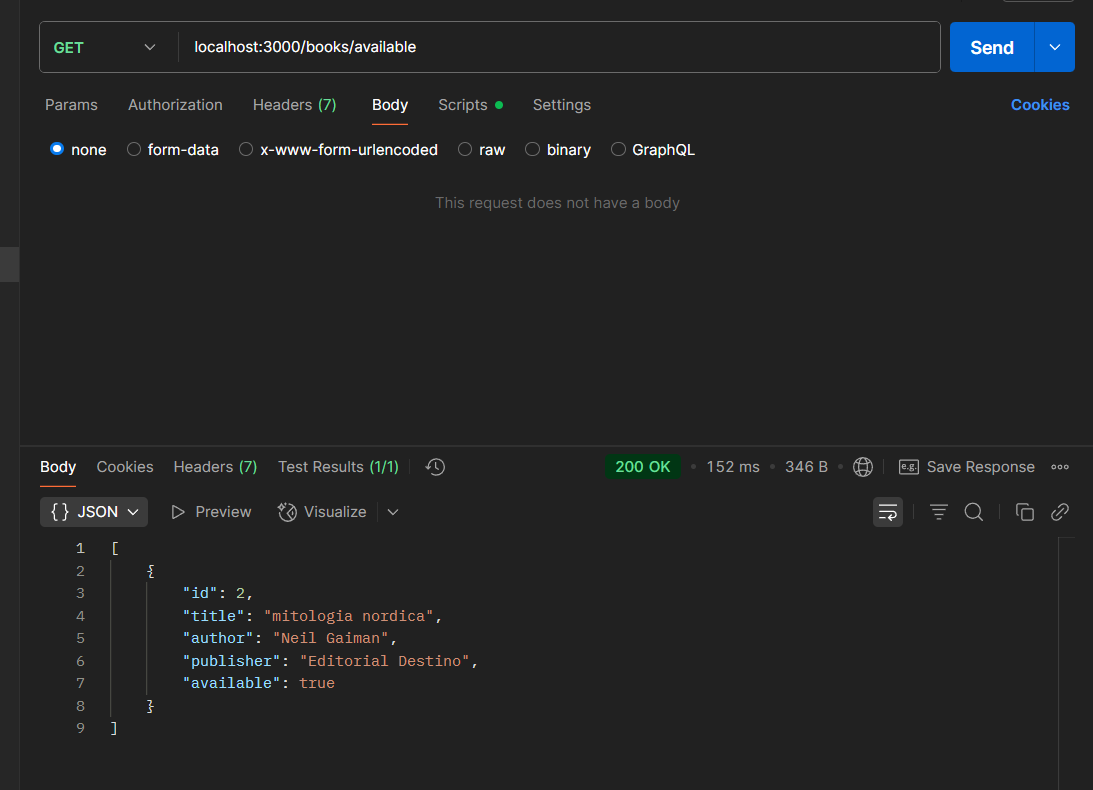 GET localhost:3000/books/available Send
Params Authorization Headers (7) Body Scripts Settings Cookies
none form-data x-www-form-urlencoded raw binary GraphQL
This request does not have a body
Body Cookies Headers (7) Test Results (1/1) 200 OK 152 ms 346 B e.g. Save Response
{} JSON Preview Visualize
1 [
2 {
3 "id": 2,
4 "title": "mitologia nordica",
5 "author": "Neil Gaiman",
6 "publisher": "Editorial Destino",
7 "available": true
8 }
9 ]